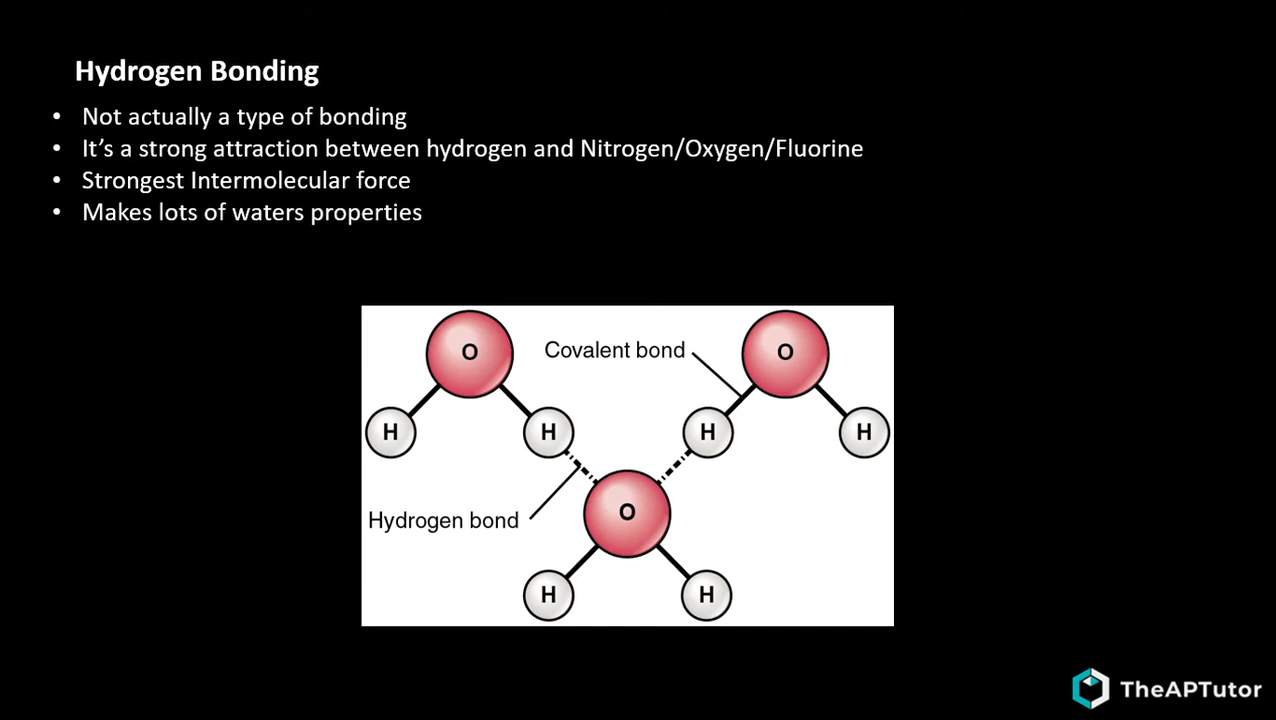 Hydrogen Bonding
• Not actually a type of bonding
• It’s a strong attraction between hydrogen and Nitrogen/Oxygen/Fluorine
• Strongest Intermolecular force
• Makes lots of waters properties
O
Covalent bond
O
H
H
H
H
Hydrogen bond
O
H
H
TheAPTutor